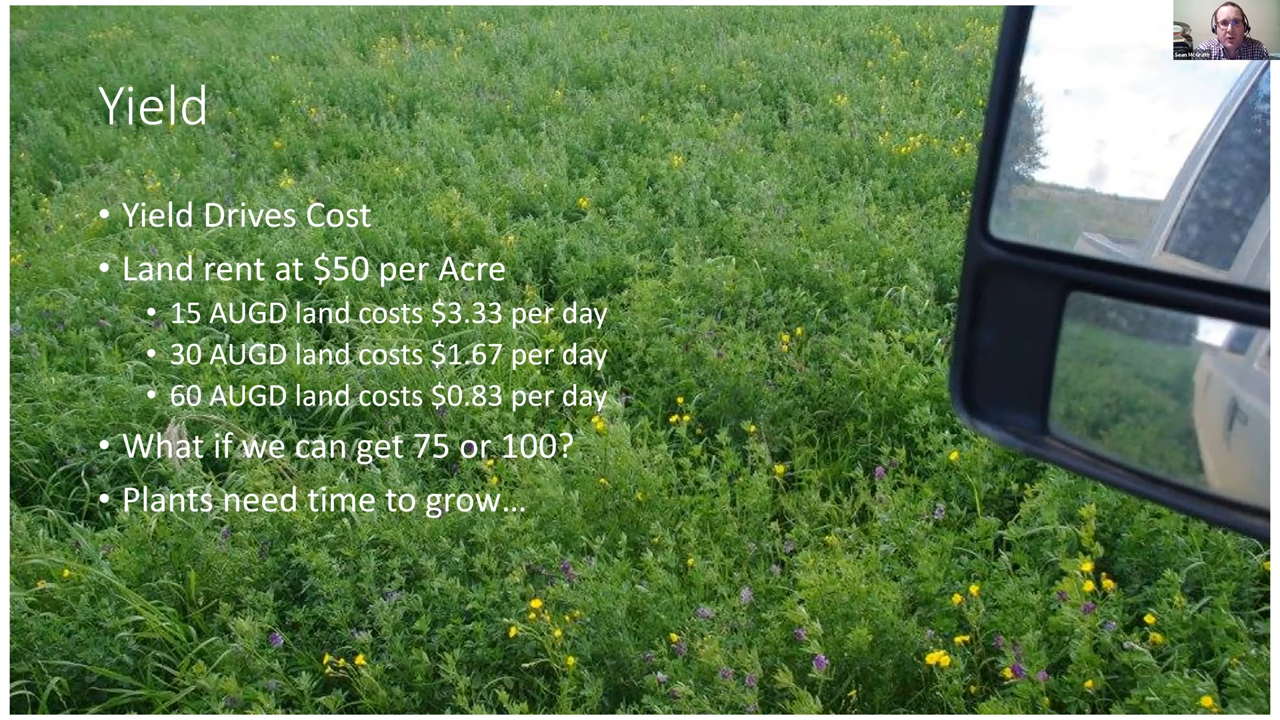 Yield
• Yield Drives Cost
• Land rent at $50 per Acre
• 15 AUGD land costs $3.33 per day
• 30 AUGD land costs $1.67 per day
• 60 AUGD land costs $0.83 per day
• What if we can get 75 or 100?
• Plants need time to grow...
Sean McGrath